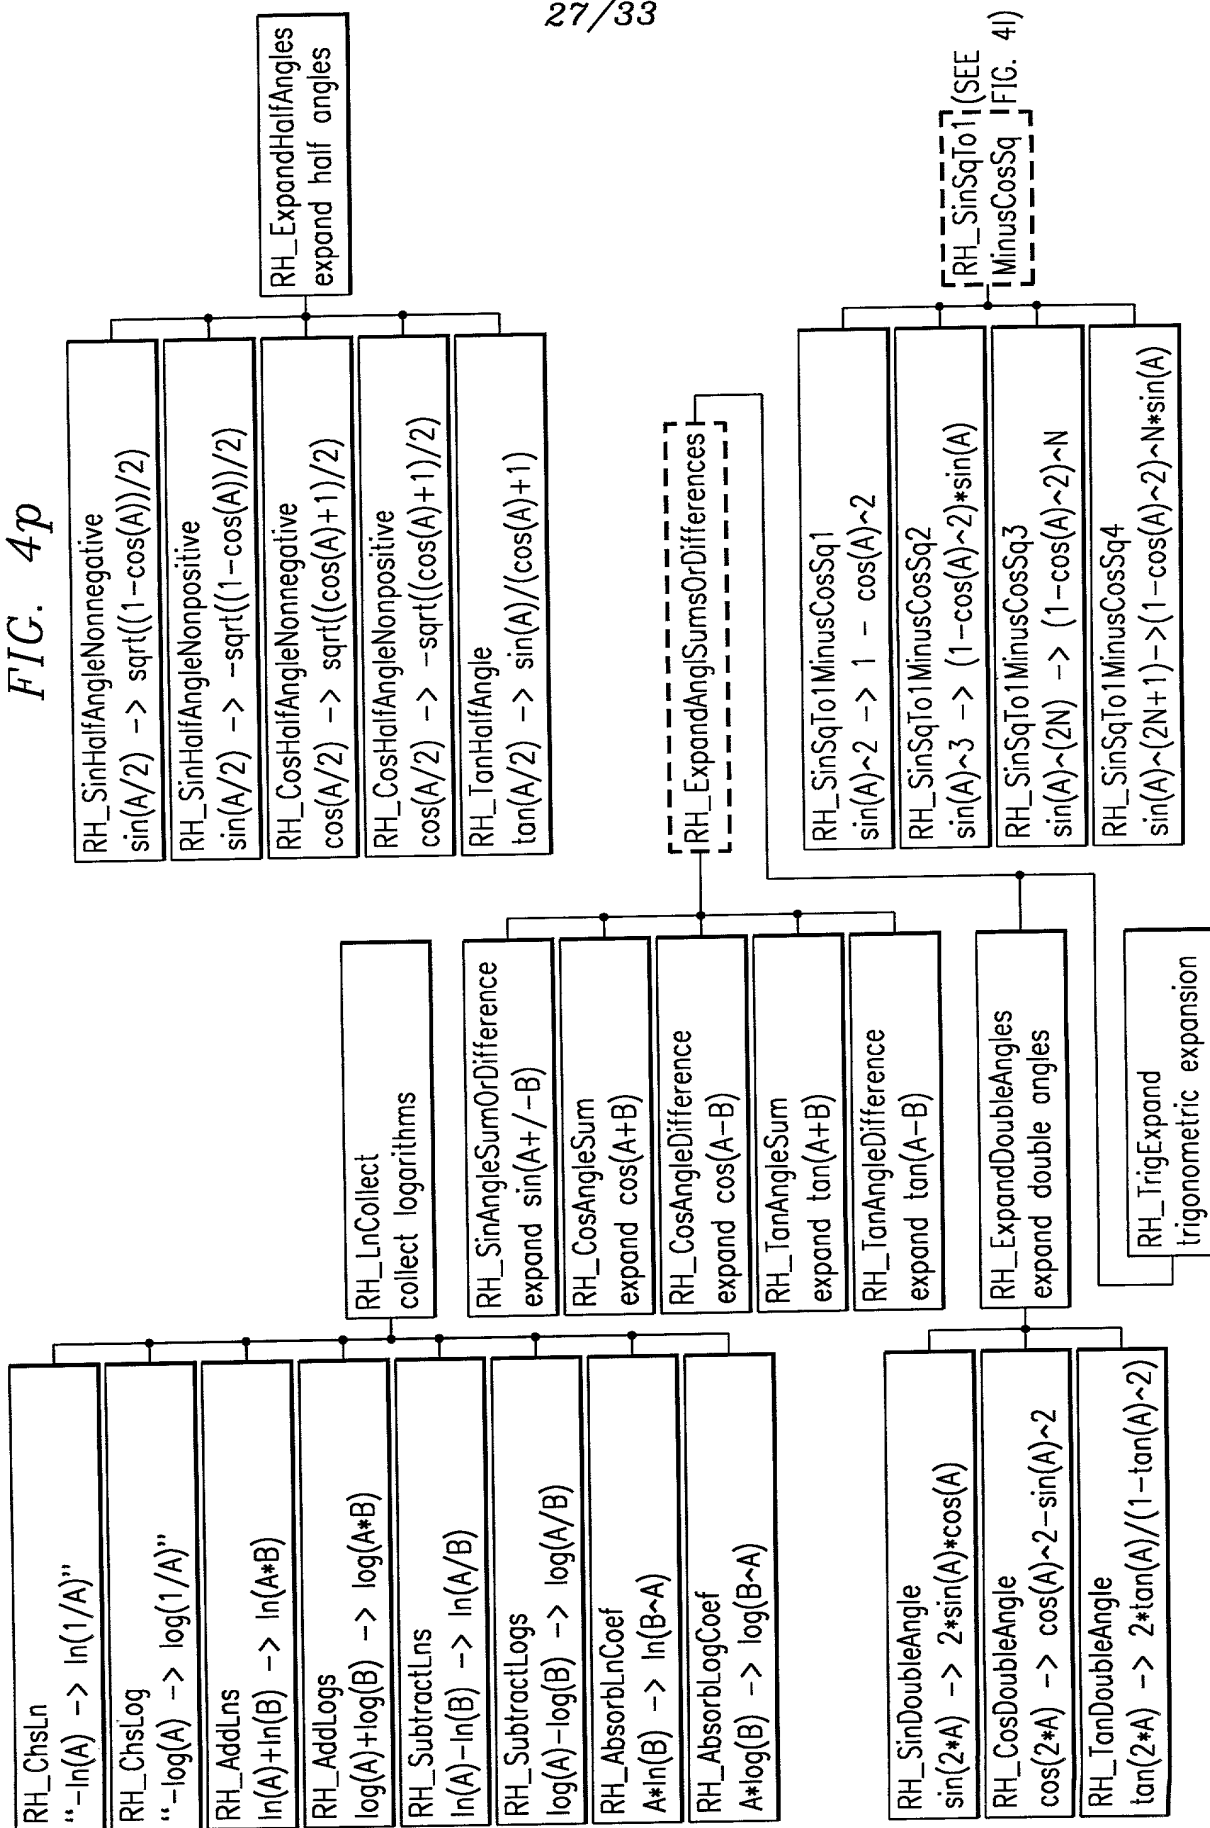 27/33
FIG. 4p
RH_ChsLn
“-ln(A) -> ln(1/A)”
RH_ChsLog
“-log(A) -> log(1/A)”
RH_AddLns
ln(A)+ln(B) -> ln(A*B)
RH_AddLogs
log(A)+log(B) -> log(A*B)
RH_SubtractLns
ln(A)-ln(B) -> ln(A/B)
RH_SubtractLogs
log(A)-log(B) -> log(A/B)
RH_AbsorbLnCoef
A*ln(B) -> ln(B^A)
RH_AbsorbLogCoef
A*log(B) -> log(B^A)
RH_LnCollect
collect logarithms
RH_SinHalfAngleNonnegative
sin(A/2) -> sqrt((1-cos(A))/2)
RH_SinHalfAngleNonpositive
sin(A/2) -> -sqrt((1-cos(A))/2)
RH_CosHalfAngleNonnegative
cos(A/2) -> sqrt((cos(A)+1)/2)
RH_CosHalfAngleNonpositive
cos(A/2) -> -sqrt((cos(A)+1)/2)
RH_TanHalfAngle
tan(A/2) -> sin(A)/(cos(A)+1)
RH_ExpandHalfAngles
expand half angles
RH_SinAngleSumOrDifference
expand sin(A+/-B)
RH_CosAngleSum
expand cos(A+B)
RH_CosAngleDifference
expand cos(A-B)
RH_TanAngleSum
expand tan(A+B)
RH_TanAngleDifference
expand tan(A-B)
RH_ExpandAnglSumsOrDifferences
RH_SinDoubleAngle
sin(2*A) -> 2*sin(A)*cos(A)
RH_CosDoubleAngle
cos(2*A) -> cos(A)^2-sin(A)^2
RH_TanDoubleAngle
tan(2*A) -> 2*tan(A)/(1-tan(A)^2)
RH_ExpandDoubleAngles
expand double angles
RH_TrigExpand
trigonometric expansion
RH_SinSqTo1MinusCosSq1
sin(A)^2 -> 1 - cos(A)^2
RH_SinSqTo1MinusCosSq2
sin(A)^3 -> (1-cos(A)^2)*sin(A)
RH_SinSqTo1MinusCosSq3
sin(A)^(2N) -> (1-cos(A)^2)^N
RH_SinSqTo1MinusCosSq4
sin(A)^(2N+1)->(1-cos(A)^2)^N*sin(A)
RH_SinSqTo1
MinusCosSq
(SEE
FIG. 4l)